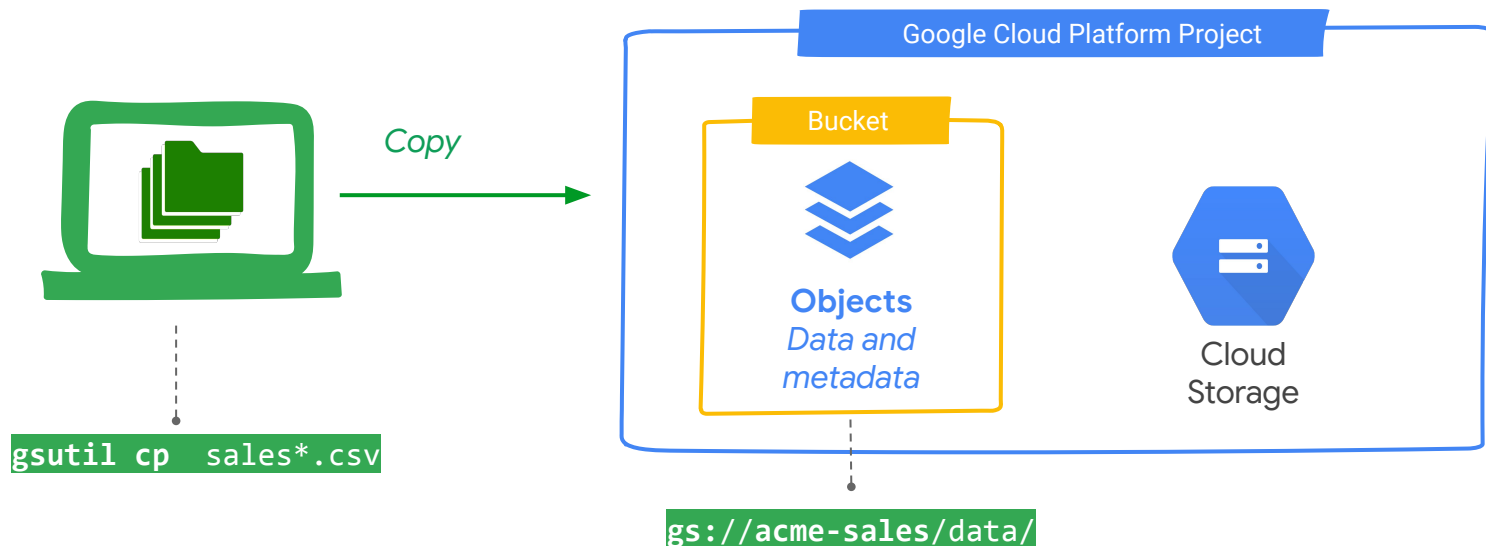 Google Cloud Platform Project
Bucket
Copy
Objects
Data and
metadata
Cloud
Storage
gsutil cp  sales*.csv
gs://acme-sales/data/